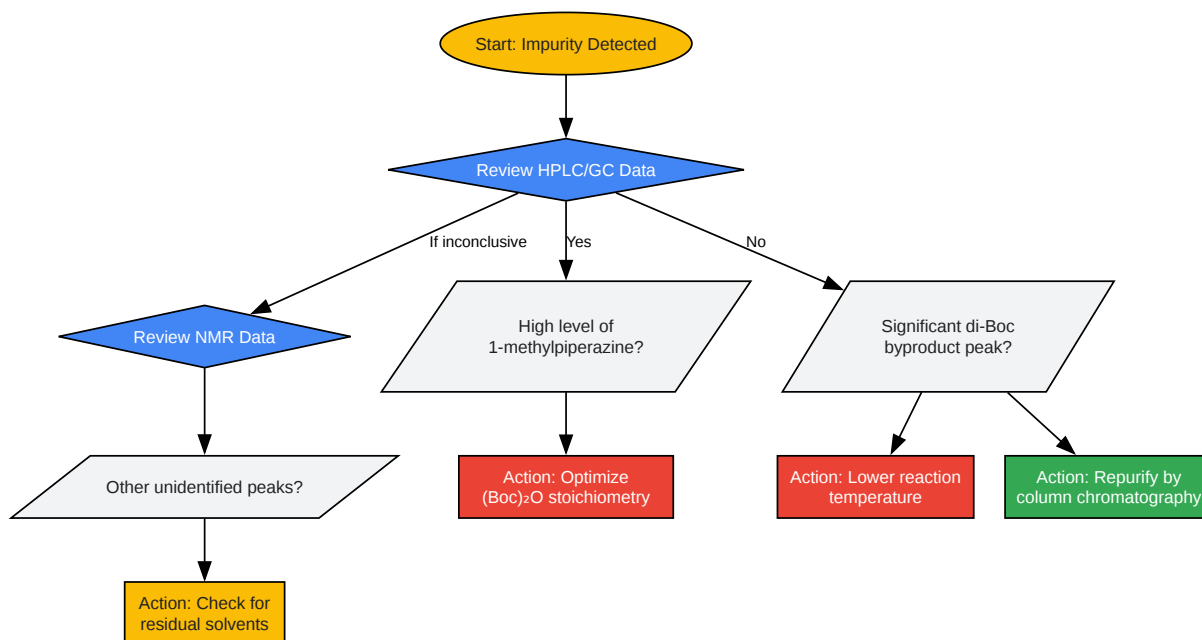 Start: Impurity Detected
Review HPLC/GC Data
If inconclusive
Yes
No
Review NMR Data
High level of
1-methylpiperazine?
Significant di-Boc
byproduct peak?
Other unidentified peaks?
Action: Optimize
(Boc)₂O stoichiometry
Action: Lower reaction
temperature
Action: Repurify by
column chromatography
Action: Check for
residual solvents